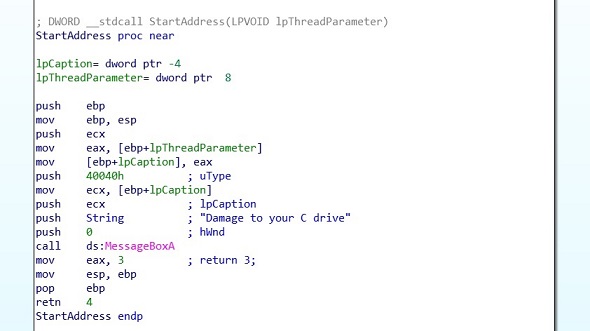 ; DWORD __stdcall StartAddress(LPVOID lpThreadParameter)
StartAddress proc near
lpCaption= dword ptr -4
lpThreadParameter= dword ptr  8
push    ebp
mov     ebp, esp
push    ecx
mov     eax, [ebp+lpThreadParameter]
mov     [ebp+lpCaption], eax
push    40040h          ; uType
mov     ecx, [ebp+lpCaption]
push    ecx             ; lpCaption
push    String          ; "Damage to your C drive"
push    0               ; hWnd
call    ds:MessageBoxA
mov     eax, 3          ; return 3;
mov     esp, ebp
pop     ebp
retn    4
StartAddress endp